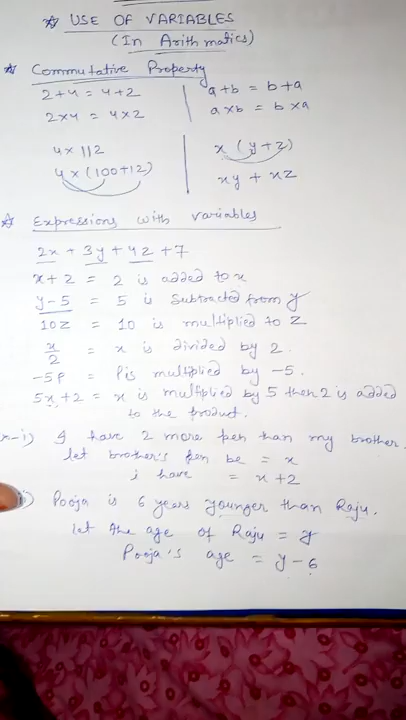 ☆ USE OF VARIABLES
(In Arithmatics)
☆ Commutative Property
2+4 = 4+2
2×4 = 4×2
a+b = b+a
a×b = b×a
4×112
4×(100+12)
x (y+z)
xy + xz
☆ Expressions with variables
2x + 3y + 4z + 7
x+2 = 2 is added to x
y-5 = 5 is Subtracted from y
10z = 10 is multiplied to z
x/2 = x is divided by 2.
-5P = P is multiplied by -5.
5x+2 = x is multiplied by 5 then 2 is added
to the product.
x-i) I have 2 more pen than my brother.
let brother's pen be = x
i have = x+2
) Pooja is 6 years younger than Raju.
let the age of Raju = y
Pooja's age = y-6